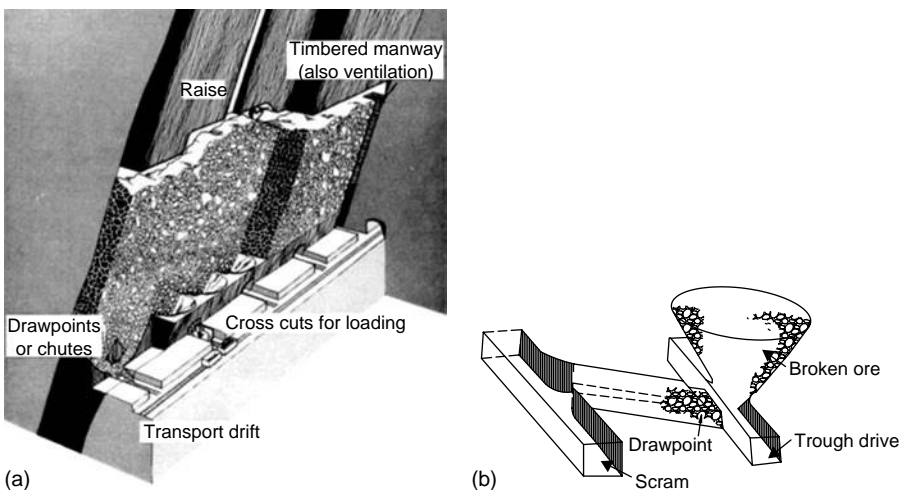 Timbered manway
(also ventilation)
Raise
Drawpoints
or chutes
Cross cuts for loading
Transport drift
(a)
Broken ore
Drawpoint
Trough drive
Scram
(b)